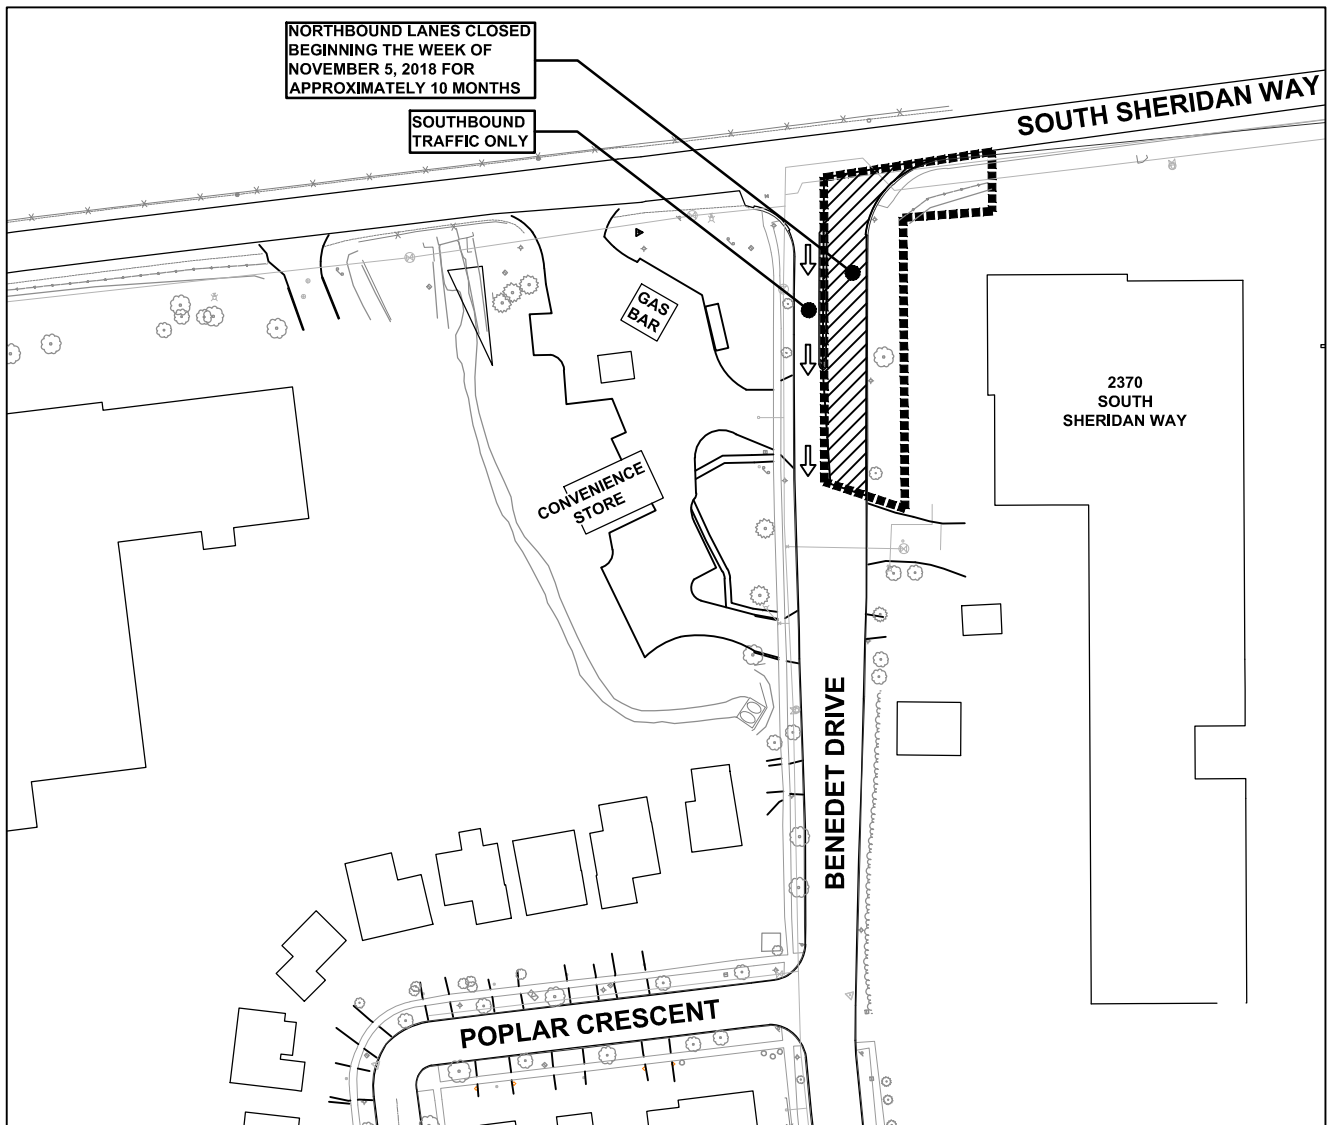 NORTHBOUND LANES CLOSED
BEGINNING THE WEEK OF
NOVEMBER 5, 2018 FOR
APPROXIMATELY 10 MONTHS
SOUTHBOUND
TRAFFIC ONLY
SOUTH SHERIDAN WAY
GAS
BAR
2370
SOUTH
SHERIDAN WAY
CONVENIENCE
STORE
BENEDET DRIVE
POPLAR CRESCENT